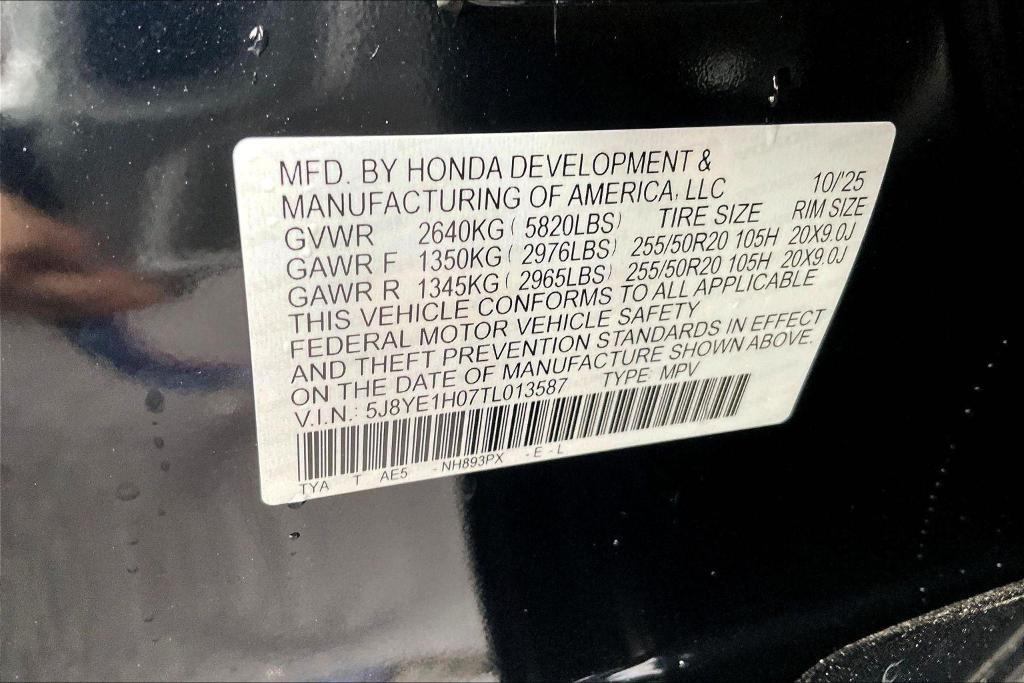 MFD. BY HONDA DEVELOPMENT &
MANUFACTURING OF AMERICA, LLC 10/'25
GVWR 2640KG ( 5820LBS) TIRE SIZE RIM SIZE
GAWR F 1350KG ( 2976LBS) 255/50R20 105H 20X9.0J
GAWR R 1345KG ( 2965LBS) 255/50R20 105H 20X9.0J
THIS VEHICLE CONFORMS TO ALL APPLICABLE
FEDERAL MOTOR VEHICLE SAFETY
AND THEFT PREVENTION STANDARDS IN EFFECT
ON THE DATE OF MANUFACTURE SHOWN ABOVE.
V.I.N.: 5J8YE1H07TL013587 TYPE: MPV
TYA T AE5 - NH893PX - E - L